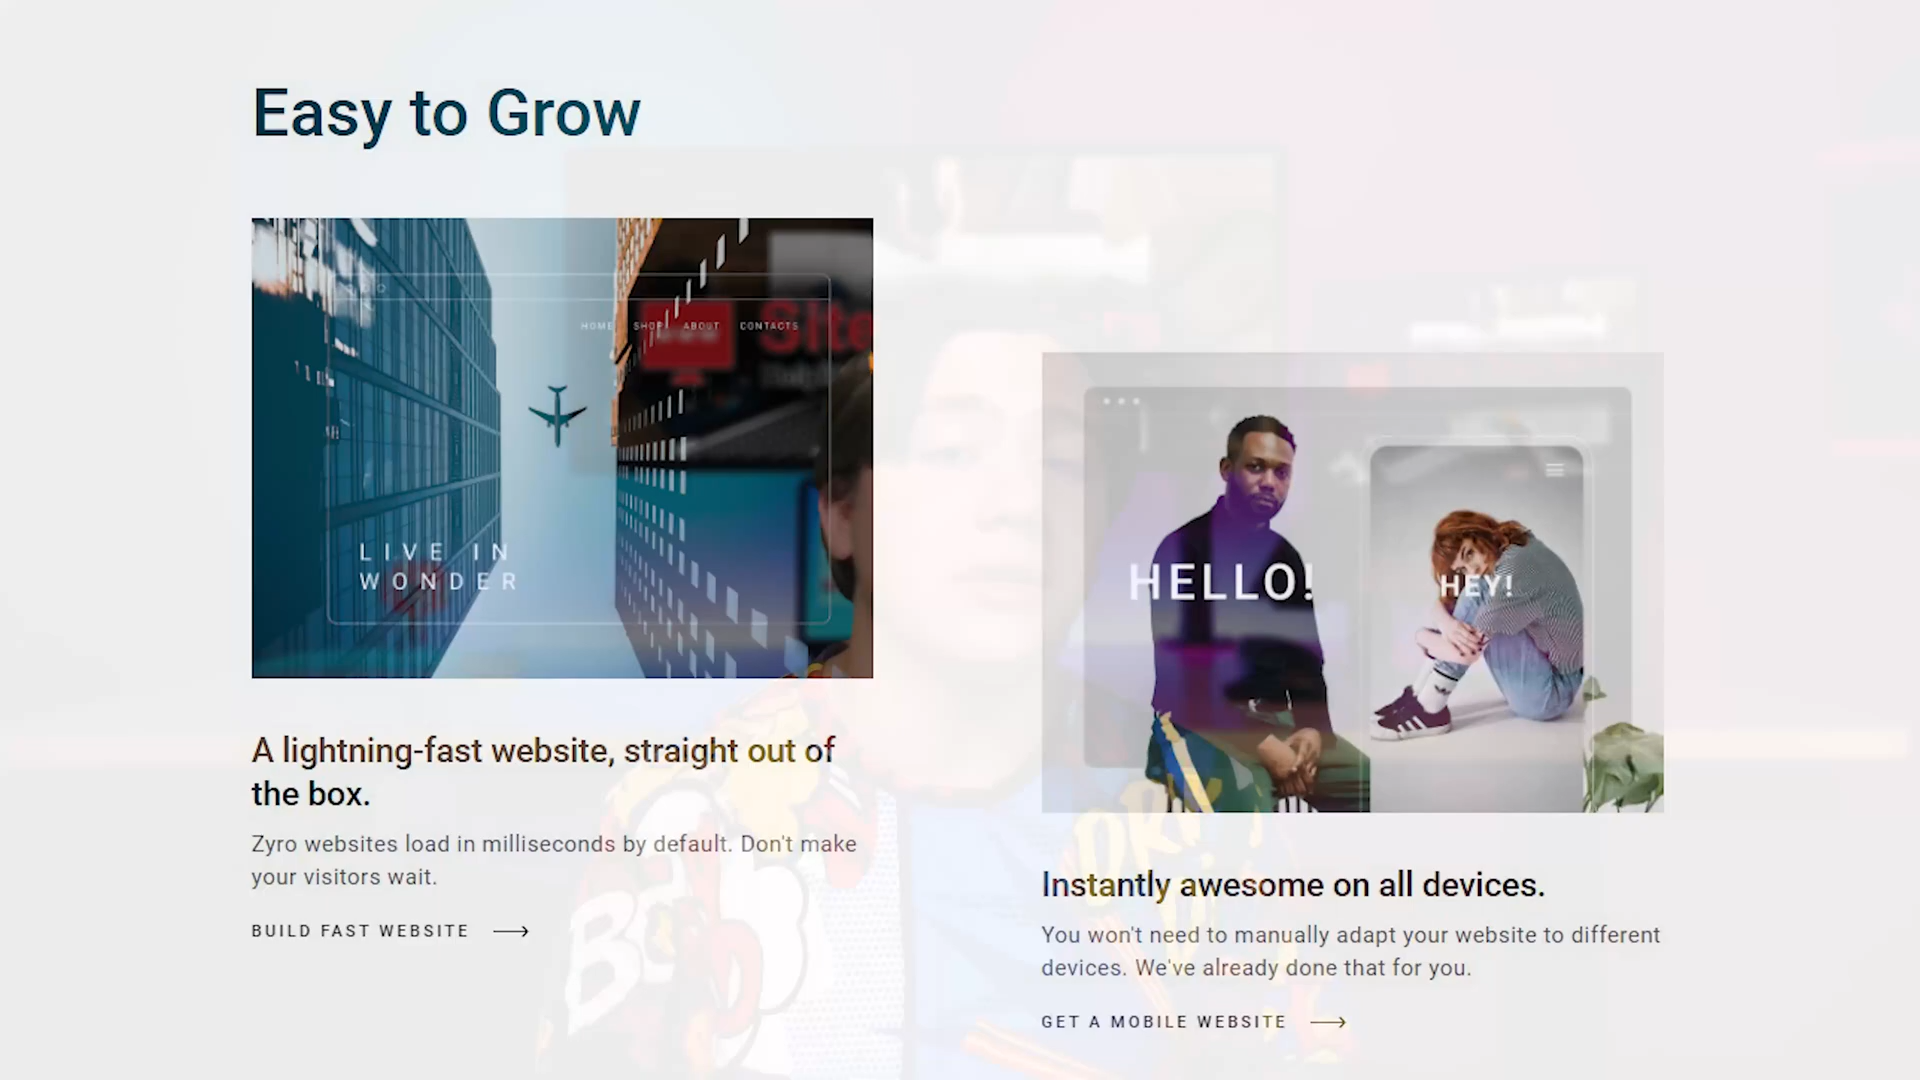 Easy to Grow
HOME SHOP ABOUT CONTACTS
Site
LIVE IN
WONDER
A lightning-fast website, straight out of
the box.
Zyro websites load in milliseconds by default. Don't make
your visitors wait.
BUILD FAST WEBSITE
HELLO!
HEY!
Instantly awesome on all devices.
You won't need to manually adapt your website to different
devices. We've already done that for you.
GET A MOBILE WEBSITE